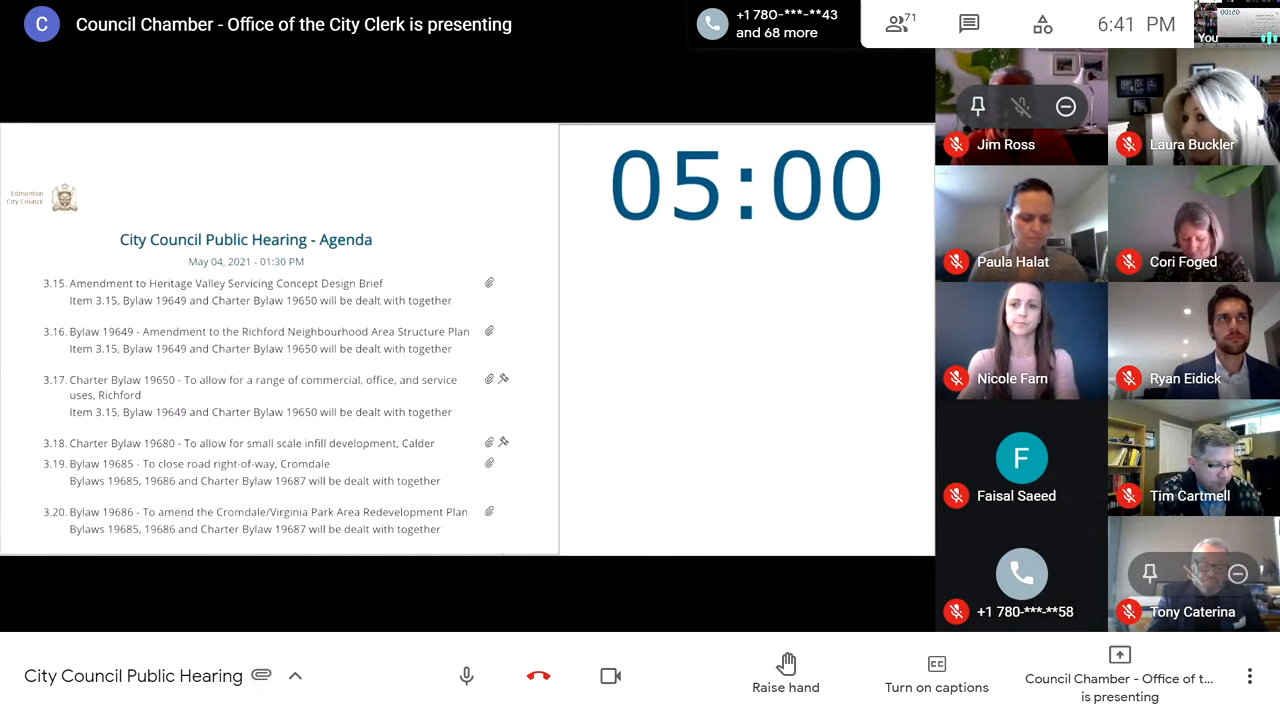 Council Chamber - Office of the City Clerk is presenting
+1 780-***-**43
and 68 more
71
6:41 PM
You
00:50
Edmonton
City Council
City Council Public Hearing - Agenda
May 04, 2021 - 01:30 PM
3.15. Amendment to Heritage Valley Servicing Concept Design Brief
Item 3.15, Bylaw 19649 and Charter Bylaw 19650 will be dealt with together
3.16. Bylaw 19649 - Amendment to the Richford Neighbourhood Area Structure Plan
Item 3.15, Bylaw 19649 and Charter Bylaw 19650 will be dealt with together
3.17. Charter Bylaw 19650 - To allow for a range of commercial, office, and service
uses, Richford
Item 3.15, Bylaw 19649 and Charter Bylaw 19650 will be dealt with together
3.18. Charter Bylaw 19680 - To allow for small scale infill development, Calder
3.19. Bylaw 19685 - To close road right-of-way, Cromdale
Bylaws 19685, 19686 and Charter Bylaw 19687 will be dealt with together
3.20. Bylaw 19686 - To amend the Cromdale/Virginia Park Area Redevelopment Plan
Bylaws 19685, 19686 and Charter Bylaw 19687 will be dealt with together
05:00
Jim Ross
Laura Buckler
Paula Halat
Cori Foged
Nicole Farn
Ryan Eidick
F
Faisal Saeed
Tim Cartmell
+1 780-***-**58
Tony Caterina
City Council Public Hearing
Raise hand
CC
Turn on captions
Council Chamber - Office of t...
is presenting
C